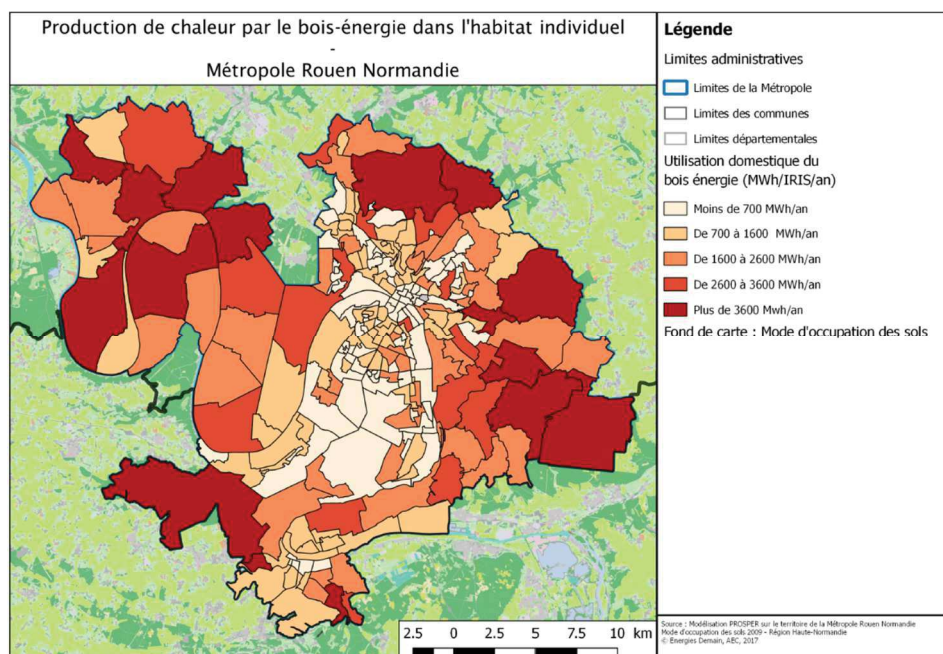 Production de chaleur par le bois-énergie dans l'habitat individuel
-
Métropole Rouen Normandie
Légende
Limites administratives
Limites de la Métropole
Limites des communes
Limites départementales
Utilisation domestique du
bois énergie (MWh/IRIS/an)
Moins de 700 MWh/an
De 700 à 1600 MWh/an
De 1600 à 2600 MWh/an
De 2600 à 3600 MWh/an
Plus de 3600 Mwh/an
Fond de carte : Mode d'occupation des sols
2.5 0 2.5 5 7.5 10 km
Source : Modélisation PROSPER sur le territoire de la Métropole Rouen Normandie
Mode d'occupation des sols 2009 - Région Haute-Normandie
© Energies Demain, AEC, 2017